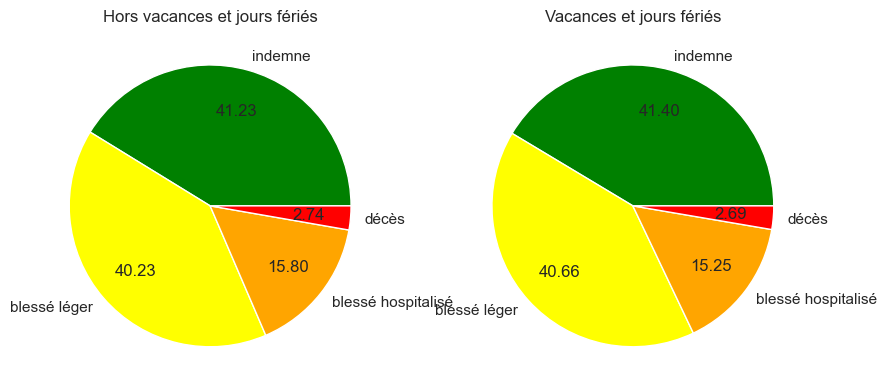 Hors vacances et jours fériés
indemne
41.23
2.74
décès
40.23
15.80
blessé léger
blessé hospitalisé
Vacances et jours fériés
indemne
41.40
2.69
décès
40.66
15.25
blessé léger
blessé hospitalisé